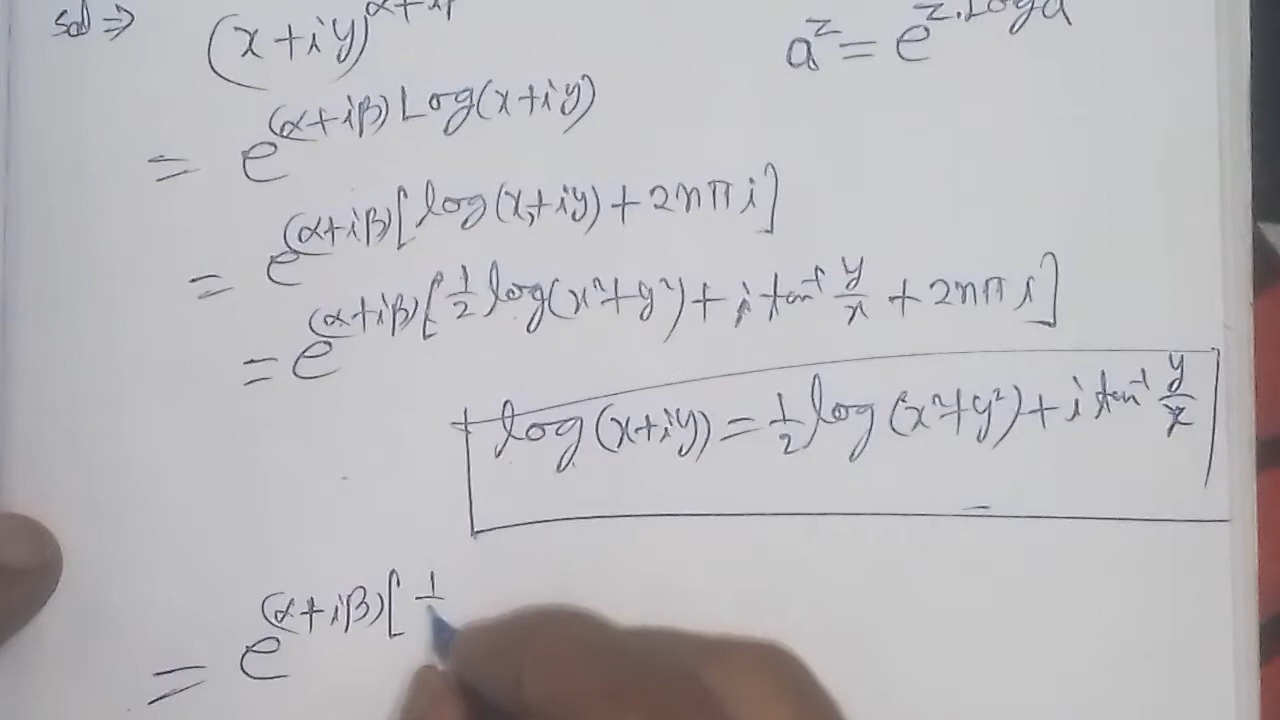 Sol ⇒ (x+iy)^α+iβ
a^z = e^z.Log a
= e^(α+iβ) Log(x+iy)
= e^(α+iβ)[log(x+iy) + 2nπi]
= e^(α+iβ)[½ log(x²+y²) + i tan⁻¹ y/x + 2nπi]
log(x+iy) = ½ log(x²+y²) + i tan⁻¹ y/x
= e^(α+iβ)[1